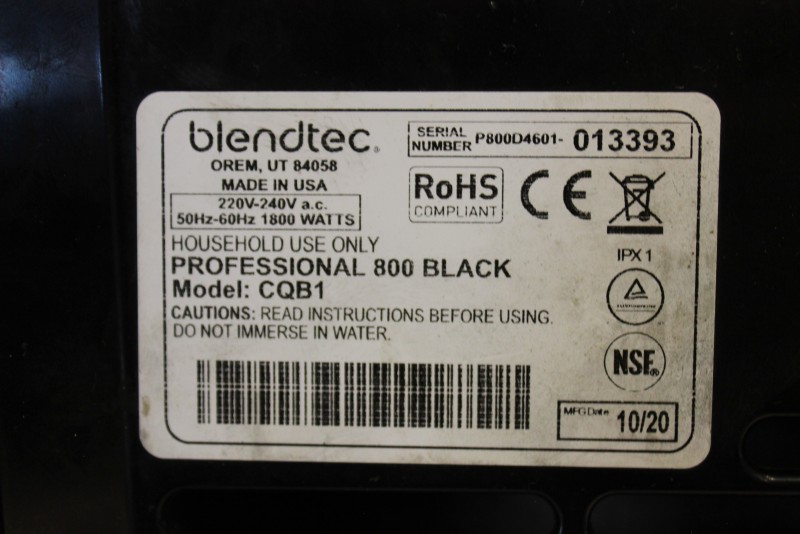 blendtec®
OREM, UT 84058
MADE IN USA
220V-240V a.c.
50Hz-60Hz 1800 WATTS
SERIAL NUMBER P800D4601- 013393
RoHS
COMPLIANT
CE
HOUSEHOLD USE ONLY
PROFESSIONAL 800 BLACK
Model: CQB1
CAUTIONS: READ INSTRUCTIONS BEFORE USING.
DO NOT IMMERSE IN WATER.
IPX1
NSF®
MFG Date 10/20